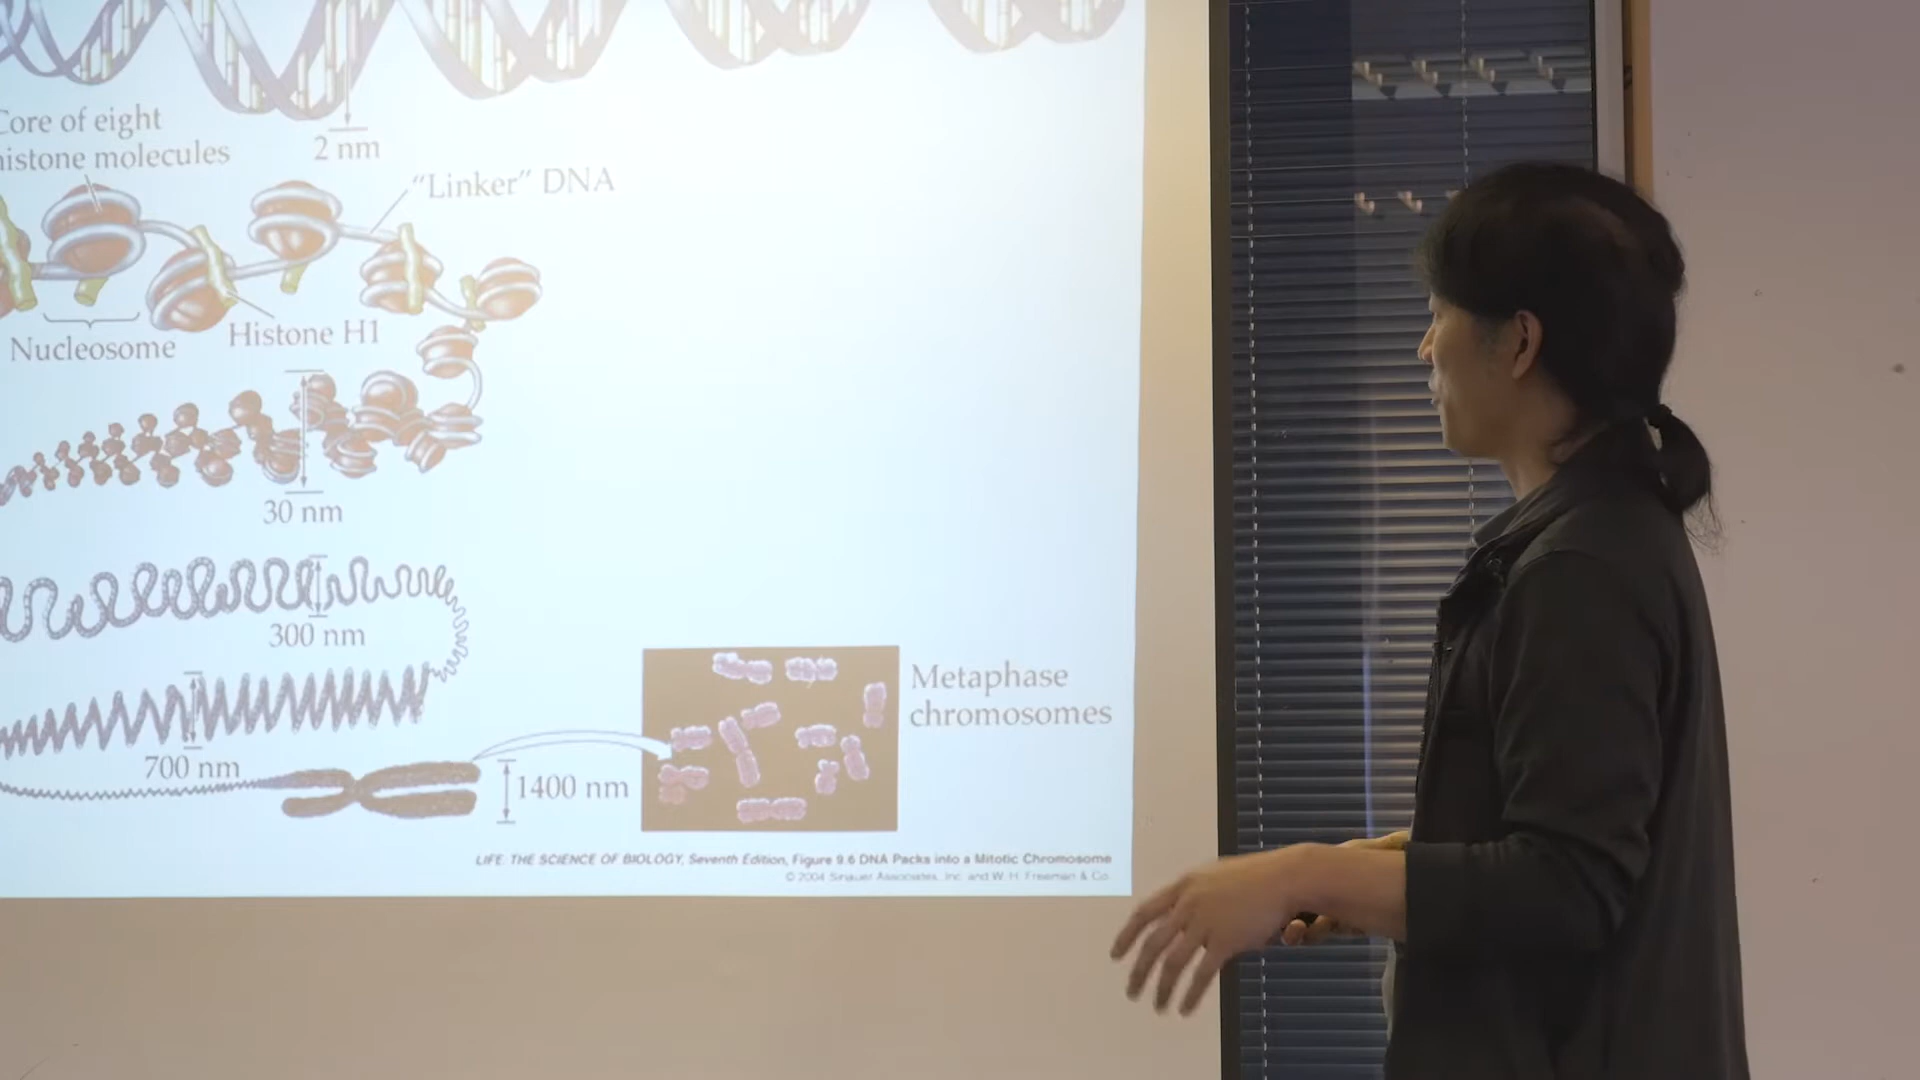 Core of eight
histone molecules
2 nm
"Linker" DNA
Nucleosome
Histone H1
30 nm
300 nm
700 nm
1400 nm
Metaphase
chromosomes
LIFE: THE SCIENCE OF BIOLOGY, Seventh Edition, Figure 9.6 DNA Packs into a Mitotic Chromosome
© 2004 Sinauer Associates, Inc. and W. H. Freeman & Co.